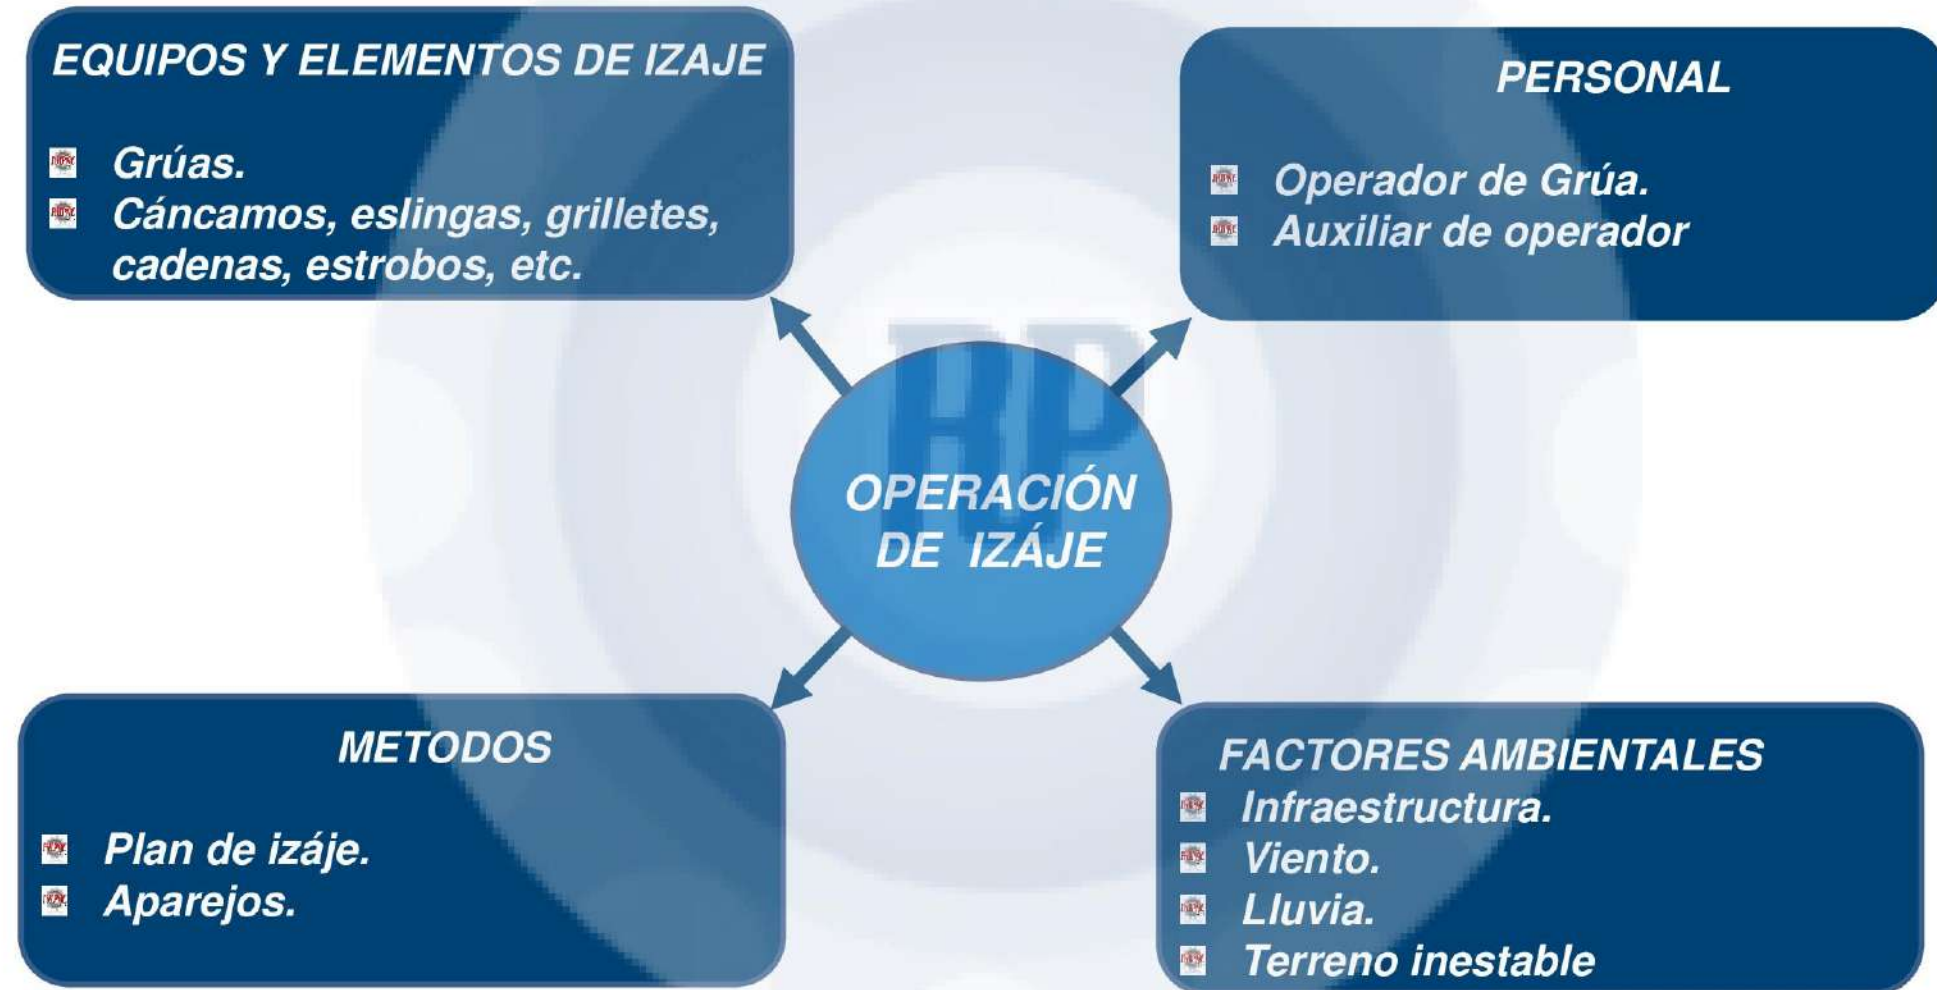 EQUIPOS Y ELEMENTOS DE IZAJE
Grúas.
Cáncamos, eslingas, grilletes,
cadenas, estrobos, etc.
PERSONAL
Operador de Grúa.
Auxiliar de operador
OPERACIÓN
DE IZÁJE
METODOS
Plan de izáje.
Aparejos.
FACTORES AMBIENTALES
Infraestructura.
Viento.
Lluvia.
Terreno inestable